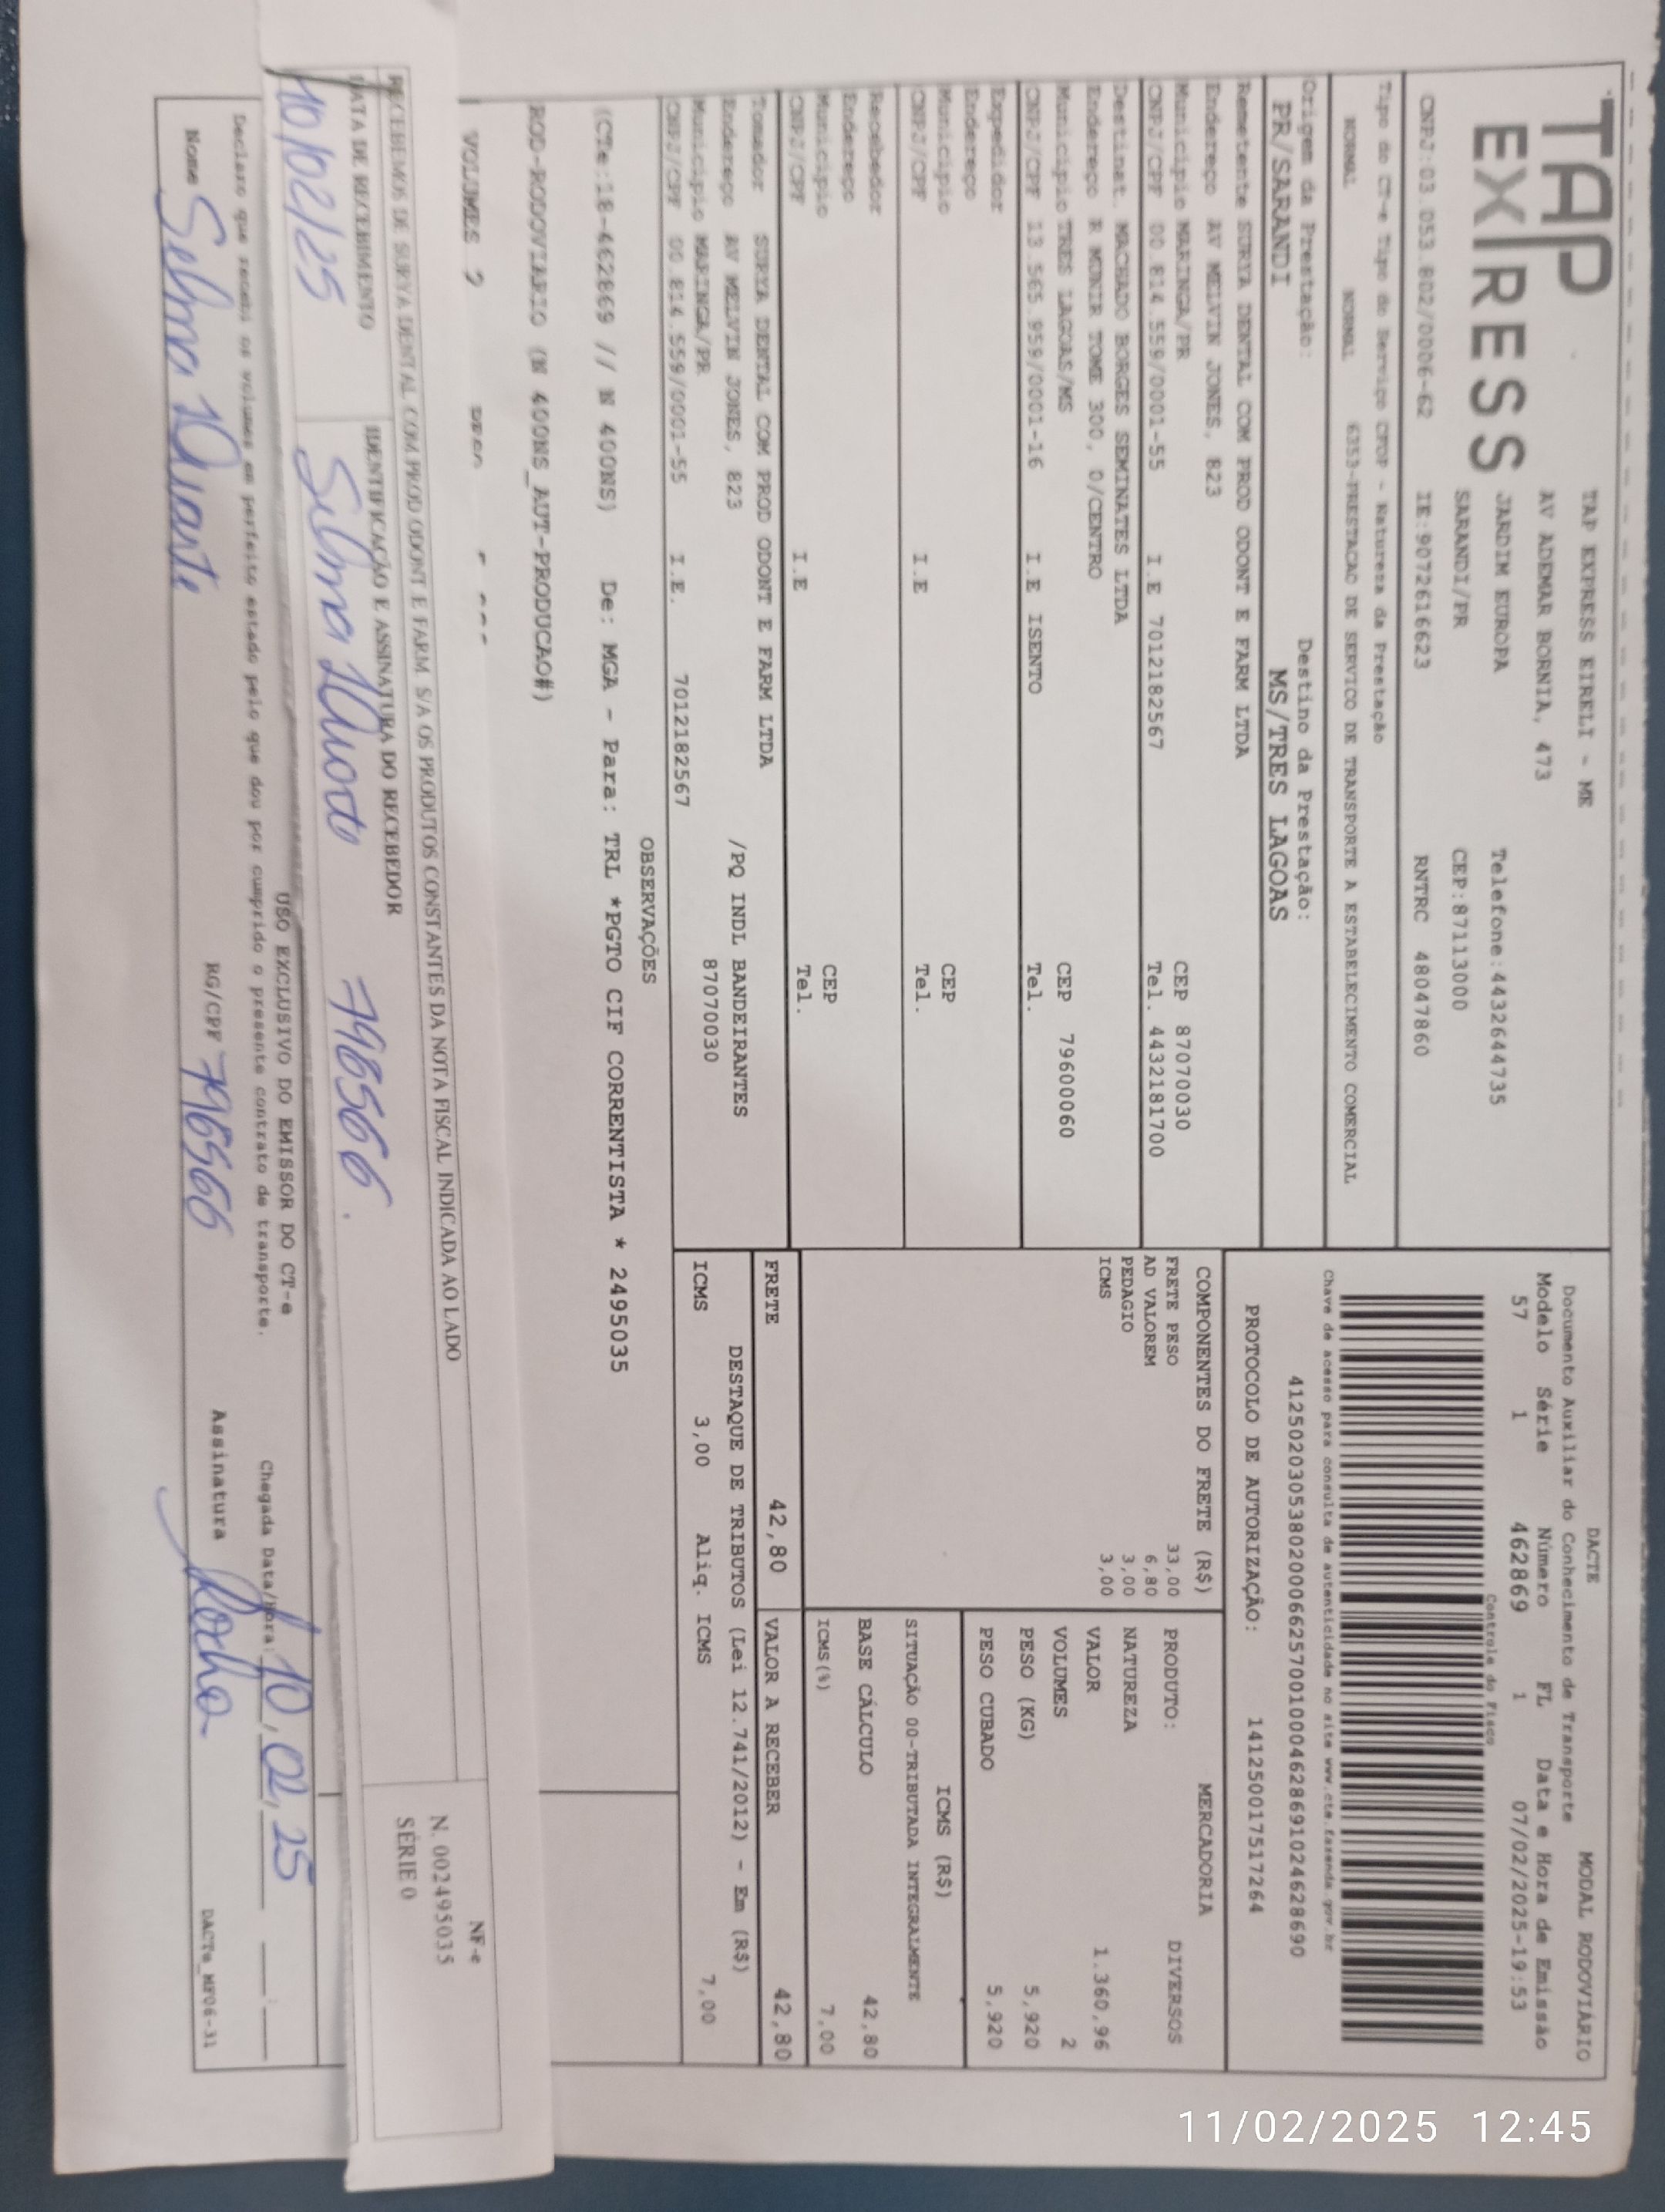 TAP
EXPRESS
TAP EXPRESS EIRELI - ME
AV ADEMAR BORNIA, 473
JARDIM EUROPA
Telefone:4432644735
SARANDI/PR
CEP:87113000
CNPJ:03.053.802/0006-62
IE:9072616623
RNTRC 48047860
DACTE
MODAL RODOVIÁRIO
Documento Auxiliar do Conhecimento de Transporte
Modelo Série Número FL Data e Hora de Emissão
57 1 462869 1 07/02/2025-19:53
Controle do Fisco
Tipo do CT-e Tipo do Serviço CFOP - Natureza da Prestação
NORMAL NORMAL 6353-PRESTACAO DE SERVICO DE TRANSPORTE A ESTABELECIMENTO COMERCIAL
Chave de acesso para consulta de autenticidade no site www.cte.fazenda.gov.br
41250203053802000662570010004628691024628690
PROTOCOLO DE AUTORIZAÇÃO: 141250017517264
Origem da Prestação:
PR/SARANDI
Destino da Prestação:
MS/TRES LAGOAS
Remetente SURYA DENTAL COM PROD ODONT E FARM LTDA
Endereço AV MELVIN JONES, 823
Município MARINGA/PR CEP 87070030
CNPJ/CPF 00.814.559/0001-55 I.E 7012182567 Tel. 4432181700
Destinat. MACHADO BORGES SEMINATES LTDA
Endereço R MUNIR TOME 300, 0/CENTRO
Município TRES LAGOAS/MS CEP 79600060
CNPJ/CPF 13.565.959/0001-16 I.E ISENTO Tel.
Expedidor
Endereço
Município CEP
CNPJ/CPF I.E Tel.
Recebedor
Endereço
Município CEP
CNPJ/CPF I.E Tel.
Tomador SURYA DENTAL COM PROD ODONT E FARM LTDA
Endereço AV MELVIN JONES, 823 /PQ INDL BANDEIRANTES
Município MARINGA/PR 87070030
CNPJ/CPF 00.814.559/0001-55 I.E. 7012182567
COMPONENTES DO FRETE (R$)
FRETE PESO 33,00
AD VALOREM 6,80
PEDAGIO 3,00
ICMS 3,00
MERCADORIA
PRODUTO: DIVERSOS
NATUREZA
VALOR 1.360,96
VOLUMES 2
PESO (KG) 5,920
PESO CUBADO 5,920
ICMS (R$)
SITUAÇÃO 00-TRIBUTADA INTEGRALMENTE
BASE CÁLCULO 42,80
ICMS(%) 7,00
FRETE 42,80
VALOR A RECEBER 42,80
DESTAQUE DE TRIBUTOS (Lei 12.741/2012) - Em (R$)
ICMS 3,00 Aliq. ICMS 7,00
OBSERVAÇÕES
(CTe:18-462869 // N 400NS) De: MGA - Para: TRL *PGTO CIF CORRENTISTA * 2495035
ROD-RODOVIARIO (N 400NS_AUT-PRODUCAO#)
VOLUMES
RECEBEMOS DE SURYA DENTAL COM PROD ODONT E FARM S/A OS PRODUTOS CONSTANTES DA NOTA FISCAL INDICADA AO LADO
DATA DE RECEBIMENTO
IDENTIFICAÇÃO E ASSINATURA DO RECEBEDOR
10/02/25
Selma Duarte 798566.
NF-e
N. 002495035
SÉRIE 0
USO EXCLUSIVO DO EMISSOR DO CT-e
Declaro que recebi os volumes em perfeito estado pelo que dou por cumprido o presente contrato de transporte.
Chegada Data/Hora: 10,02,25
Nome Selma Duarte
RG/CPF 798566
Assinatura
DACTe_MF06-31
11/02/2025 12:45